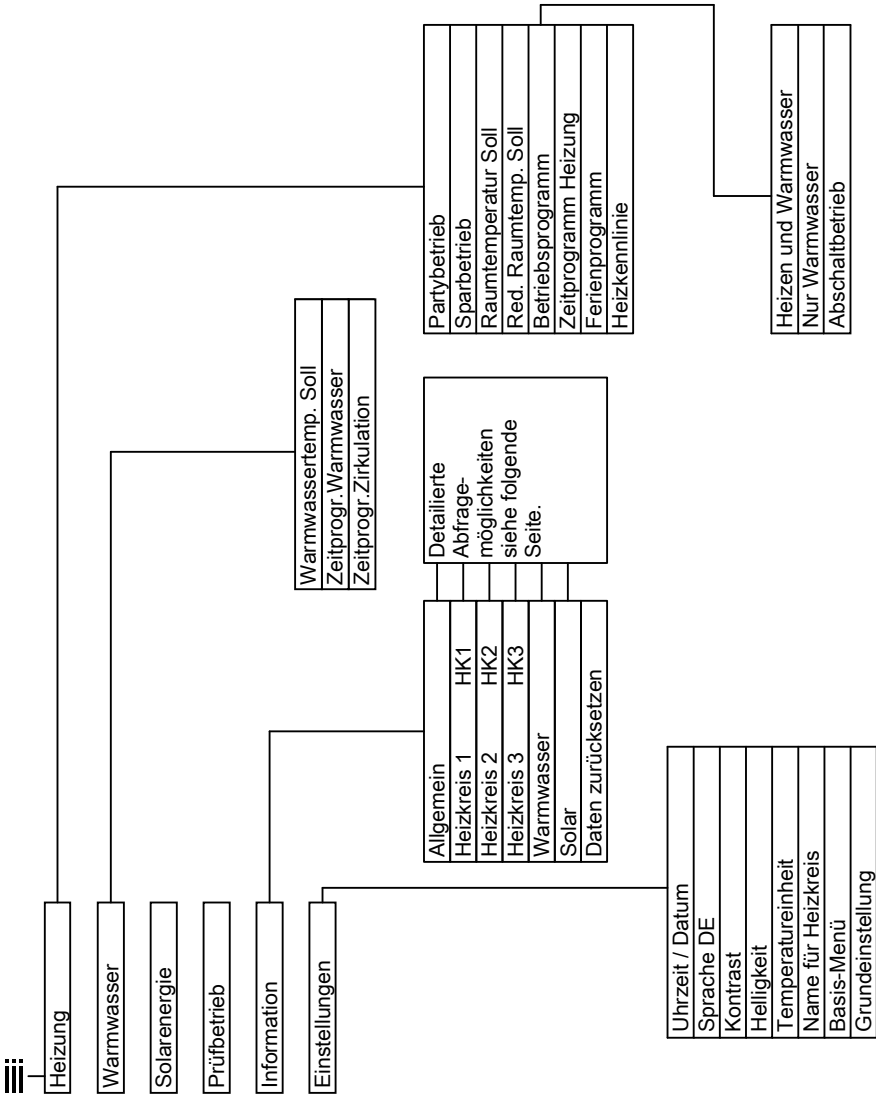 Heizung
Warmwasser
Solarenergie
Prüfbetrieb
Information
Einstellungen
Partybetrieb
Sparbetrieb
Raumtemperatur Soll
Red. Raumtemp. Soll
Betriebsprogramm
Zeitprogramm Heizung
Ferienprogramm
Heizkennlinie
Heizen und Warmwasser
Nur Warmwasser
Abschaltbetrieb
Warmwassertemp. Soll
Zeitprogr.Warmwasser
Zeitprogr.Zirkulation
Allgemein
Heizkreis 1 HK1
Heizkreis 2 HK2
Heizkreis 3 HK3
Warmwasser
Solar
Daten zurücksetzen
Detailierte
Abfrage-
möglichkeiten
siehe folgende
Seite.
Uhrzeit / Datum
Sprache DE
Kontrast
Helligkeit
Temperatureinheit
Name für Heizkreis
Basis-Menü
Grundeinstellung